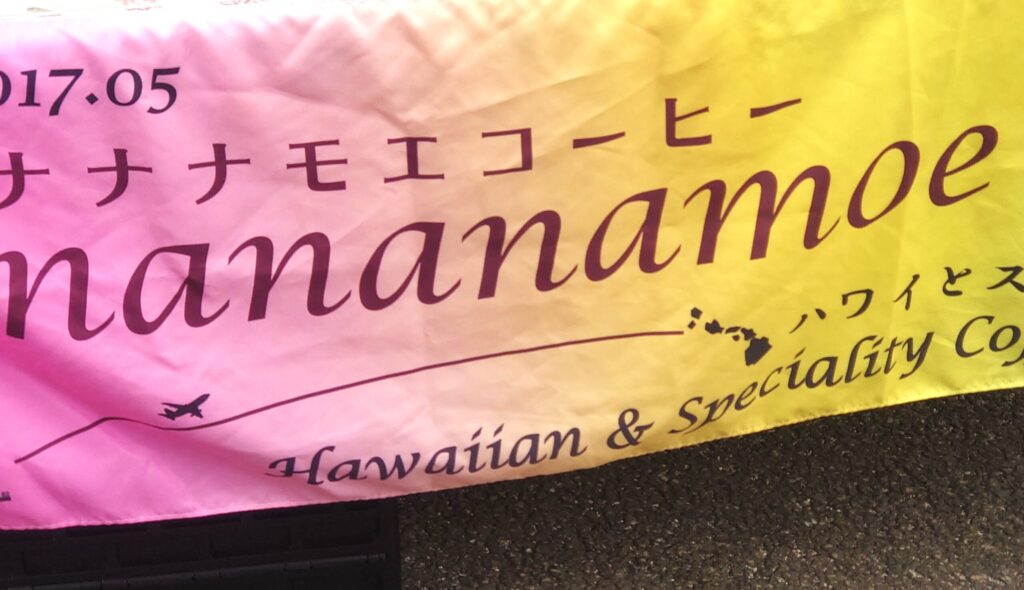 017.05
ナナナモエコーヒー
nananamoe
ハワイとス
Hawaiian & Speciality